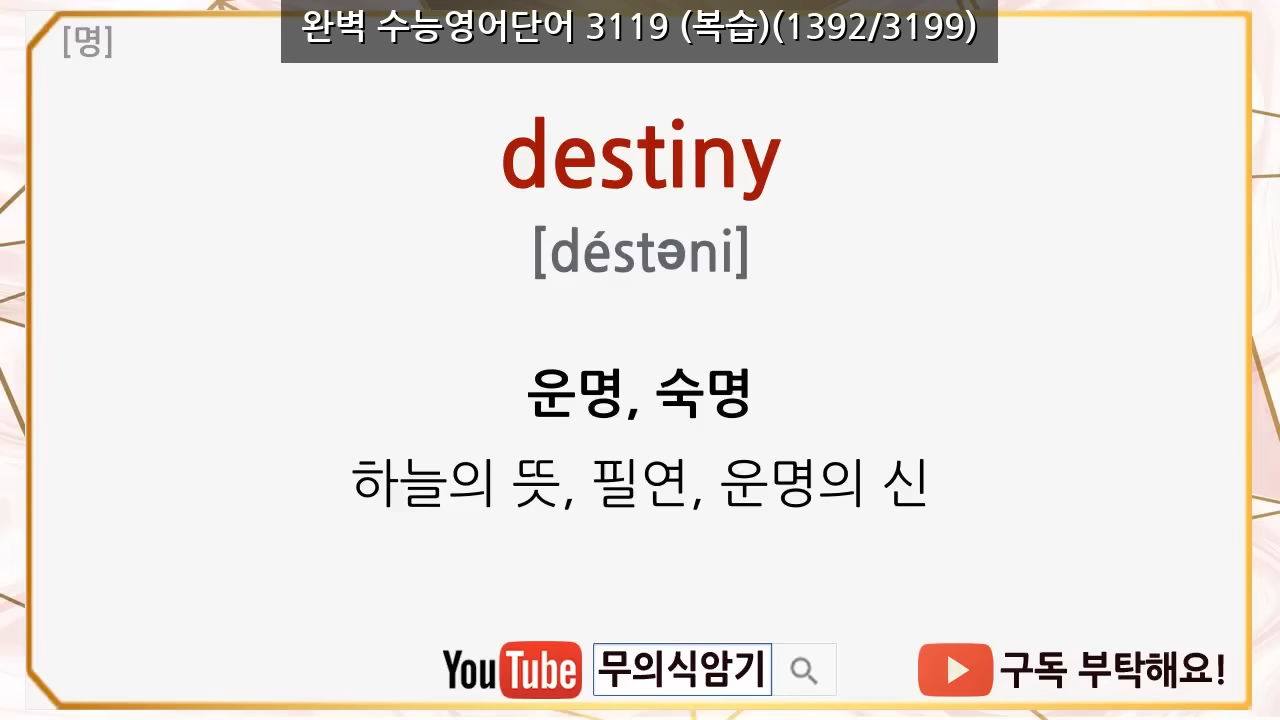 완벽 수능영어단어 3119 (복습)(1392/3199)
[명]
destiny
[déstəni]
운명, 숙명
하늘의 뜻, 필연, 운명의 신
YouTube 무의식암기 구독 부탁해요!